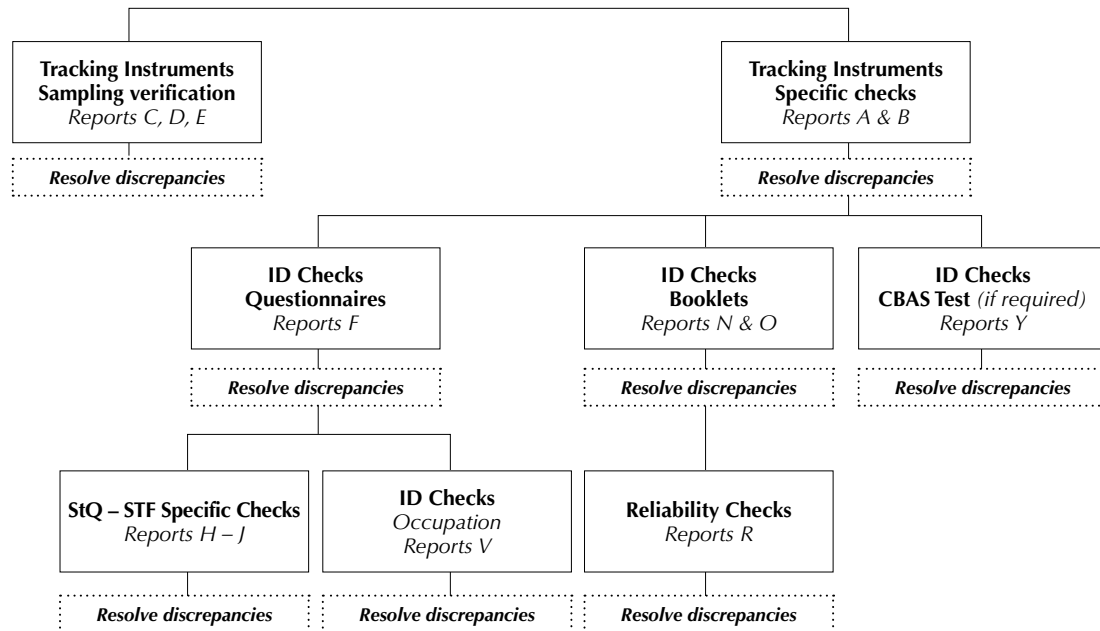 Tracking Instruments
Sampling verification
Reports C, D, E
Resolve discrepancies
Tracking Instruments
Specific checks
Reports A & B
Resolve discrepancies
ID Checks
Questionnaires
Reports F
Resolve discrepancies
ID Checks
Booklets
Reports N & O
Resolve discrepancies
ID Checks
CBAS Test (if required)
Reports Y
Resolve discrepancies
StQ – STF Specific Checks
Reports H – J
Resolve discrepancies
ID Checks
Occupation
Reports V
Resolve discrepancies
Reliability Checks
Reports R
Resolve discrepancies